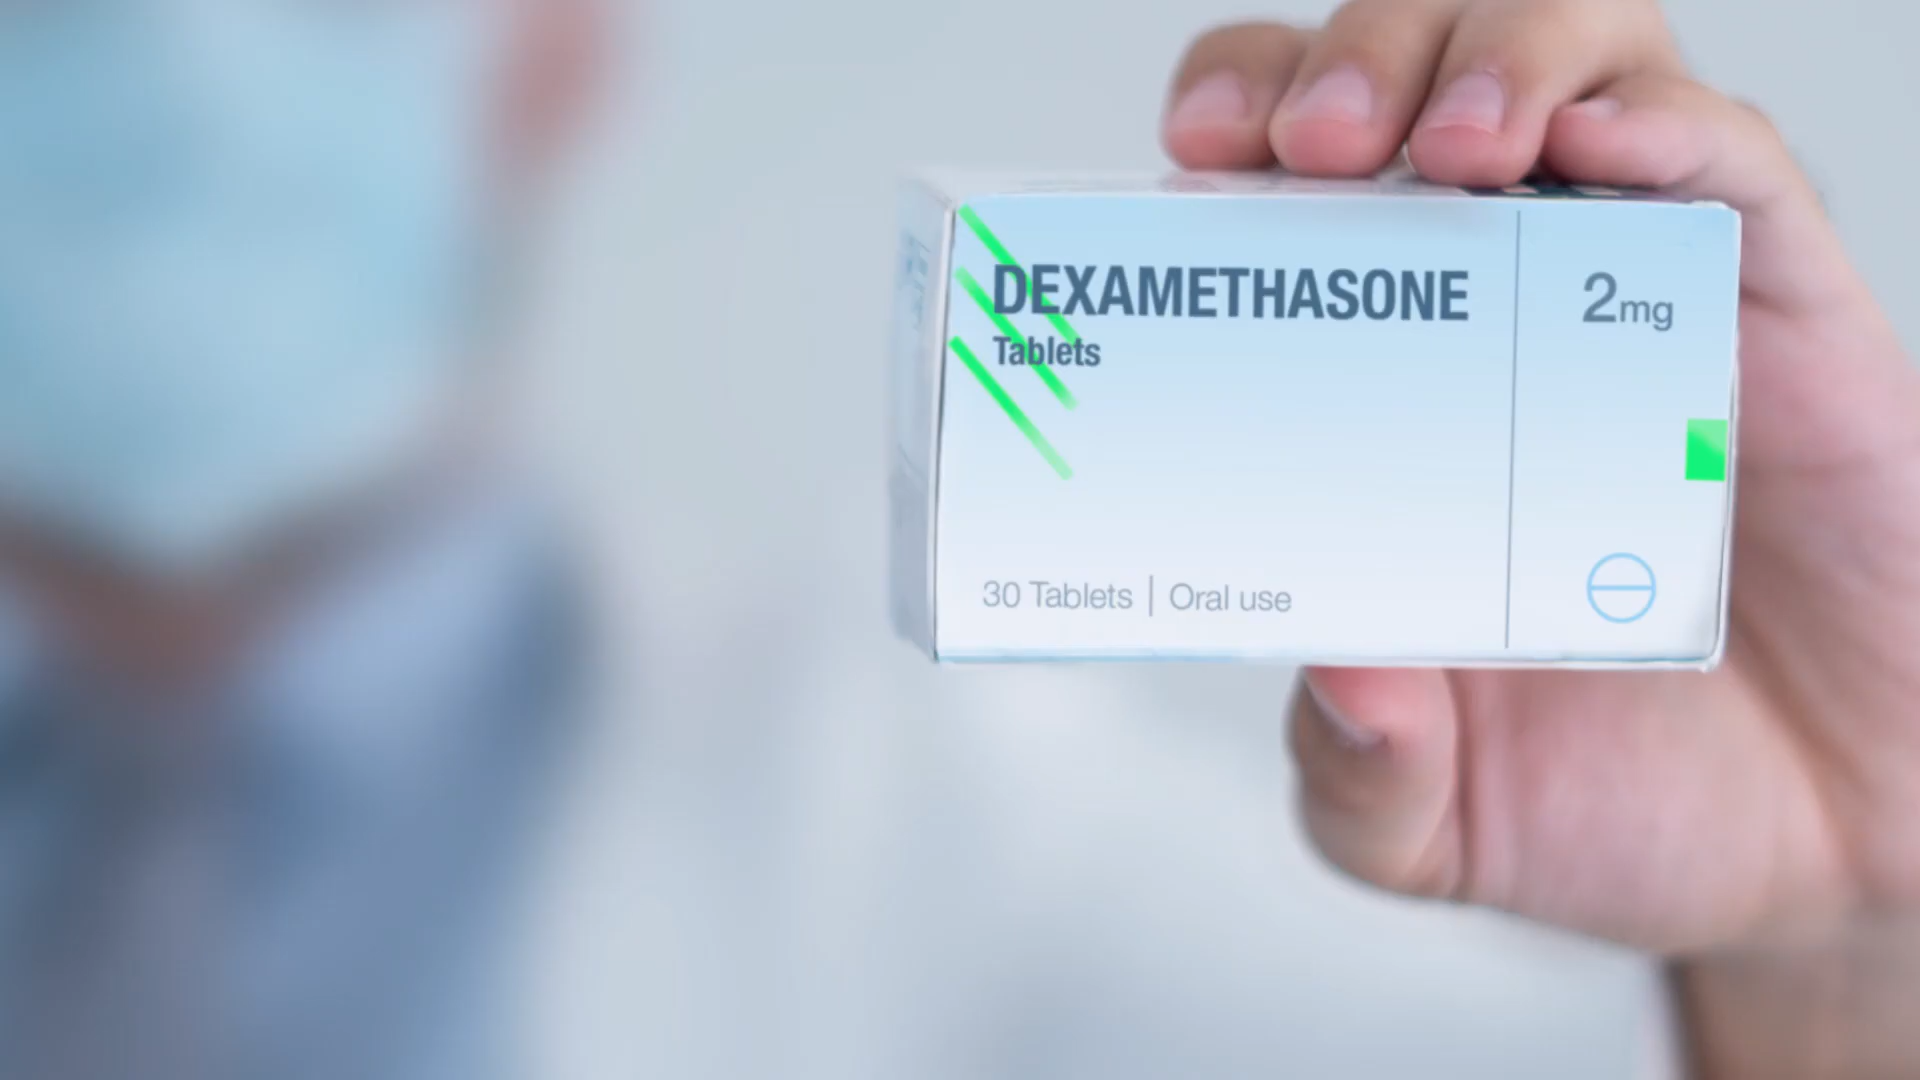 DEXAMETHASONE
Tablets
2mg
30 Tablets | Oral use